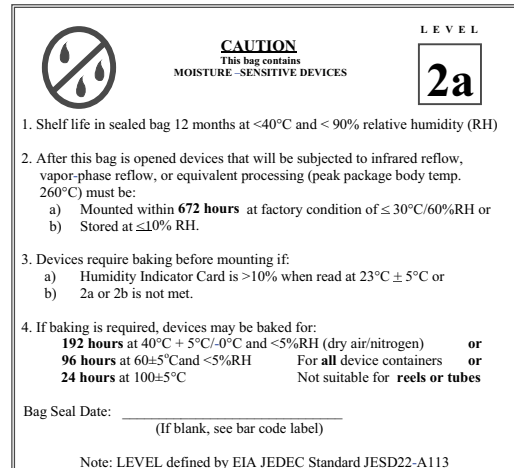 LEVEL
CAUTION
This bag contains
MOISTURE –SENSITIVE DEVICES
2a
1. Shelf life in sealed bag 12 months at <40°C and < 90% relative humidity (RH)
2. After this bag is opened devices that will be subjected to infrared reflow,
vapor-phase reflow, or equivalent processing (peak package body temp.
260°C) must be:
a) Mounted within 672 hours at factory condition of ≤ 30°C/60%RH or
b) Stored at ≤10% RH.
3. Devices require baking before mounting if:
a) Humidity Indicator Card is >10% when read at 23°C ± 5°C or
b) 2a or 2b is not met.
4. If baking is required, devices may be baked for:
192 hours at 40°C + 5°C/-0°C and <5%RH (dry air/nitrogen) or
96 hours at 60±5°Cand <5%RH For all device containers or
24 hours at 100±5°C Not suitable for reels or tubes
Bag Seal Date: ______________________________
(If blank, see bar code label)
Note: LEVEL defined by EIA JEDEC Standard JESD22-A113